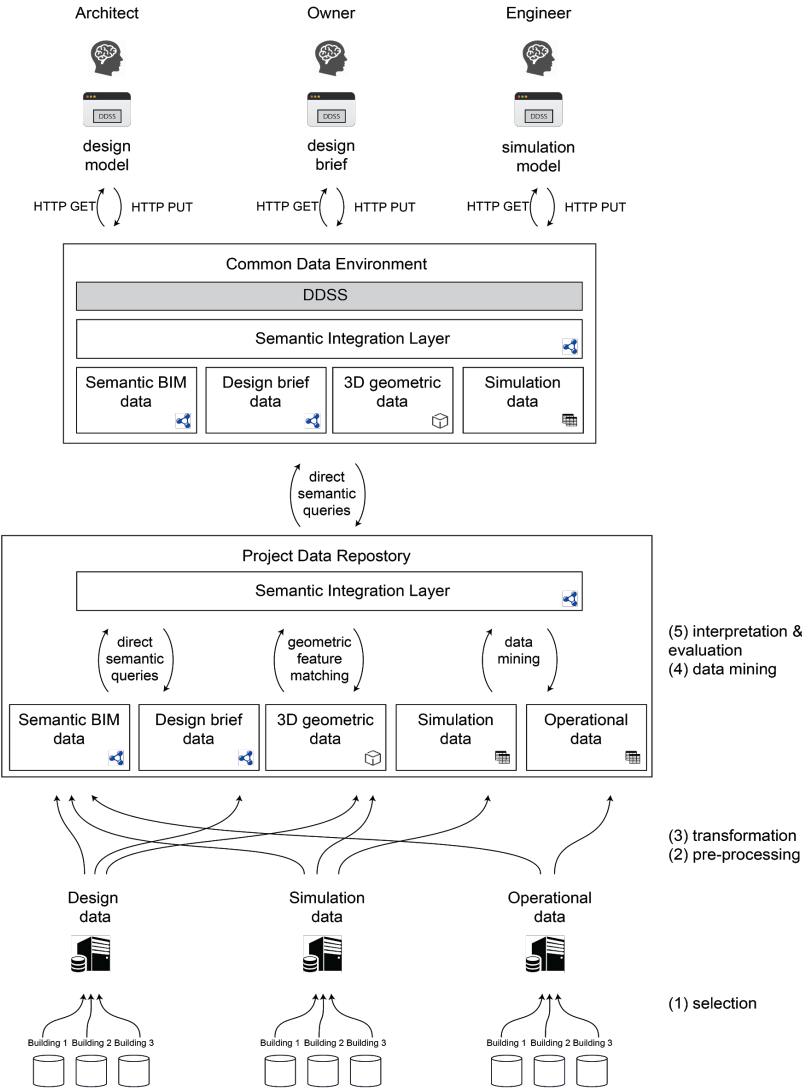 Architect
Owner
Engineer
DDSS
DDSS
DDSS
design
model
design
brief
simulation
model
HTTP GET
HTTP PUT
HTTP GET
HTTP PUT
HTTP GET
HTTP PUT
Common Data Environment
DDSS
Semantic Integration Layer
Semantic BIM
data
Design brief
data
3D geometric
data
Simulation
data
direct
semantic
queries
Project Data Repostory
Semantic Integration Layer
direct
semantic
queries
geometric
feature
matching
data
mining
(5) interpretation &
evaluation
(4) data mining
Semantic BIM
data
Design brief
data
3D geometric
data
Simulation
data
Operational
data
(3) transformation
(2) pre-processing
Design
data
Simulation
data
Operational
data
(1) selection
Building 1
Building 2
Building 3
Building 1
Building 2
Building 3
Building 1
Building 2
Building 3